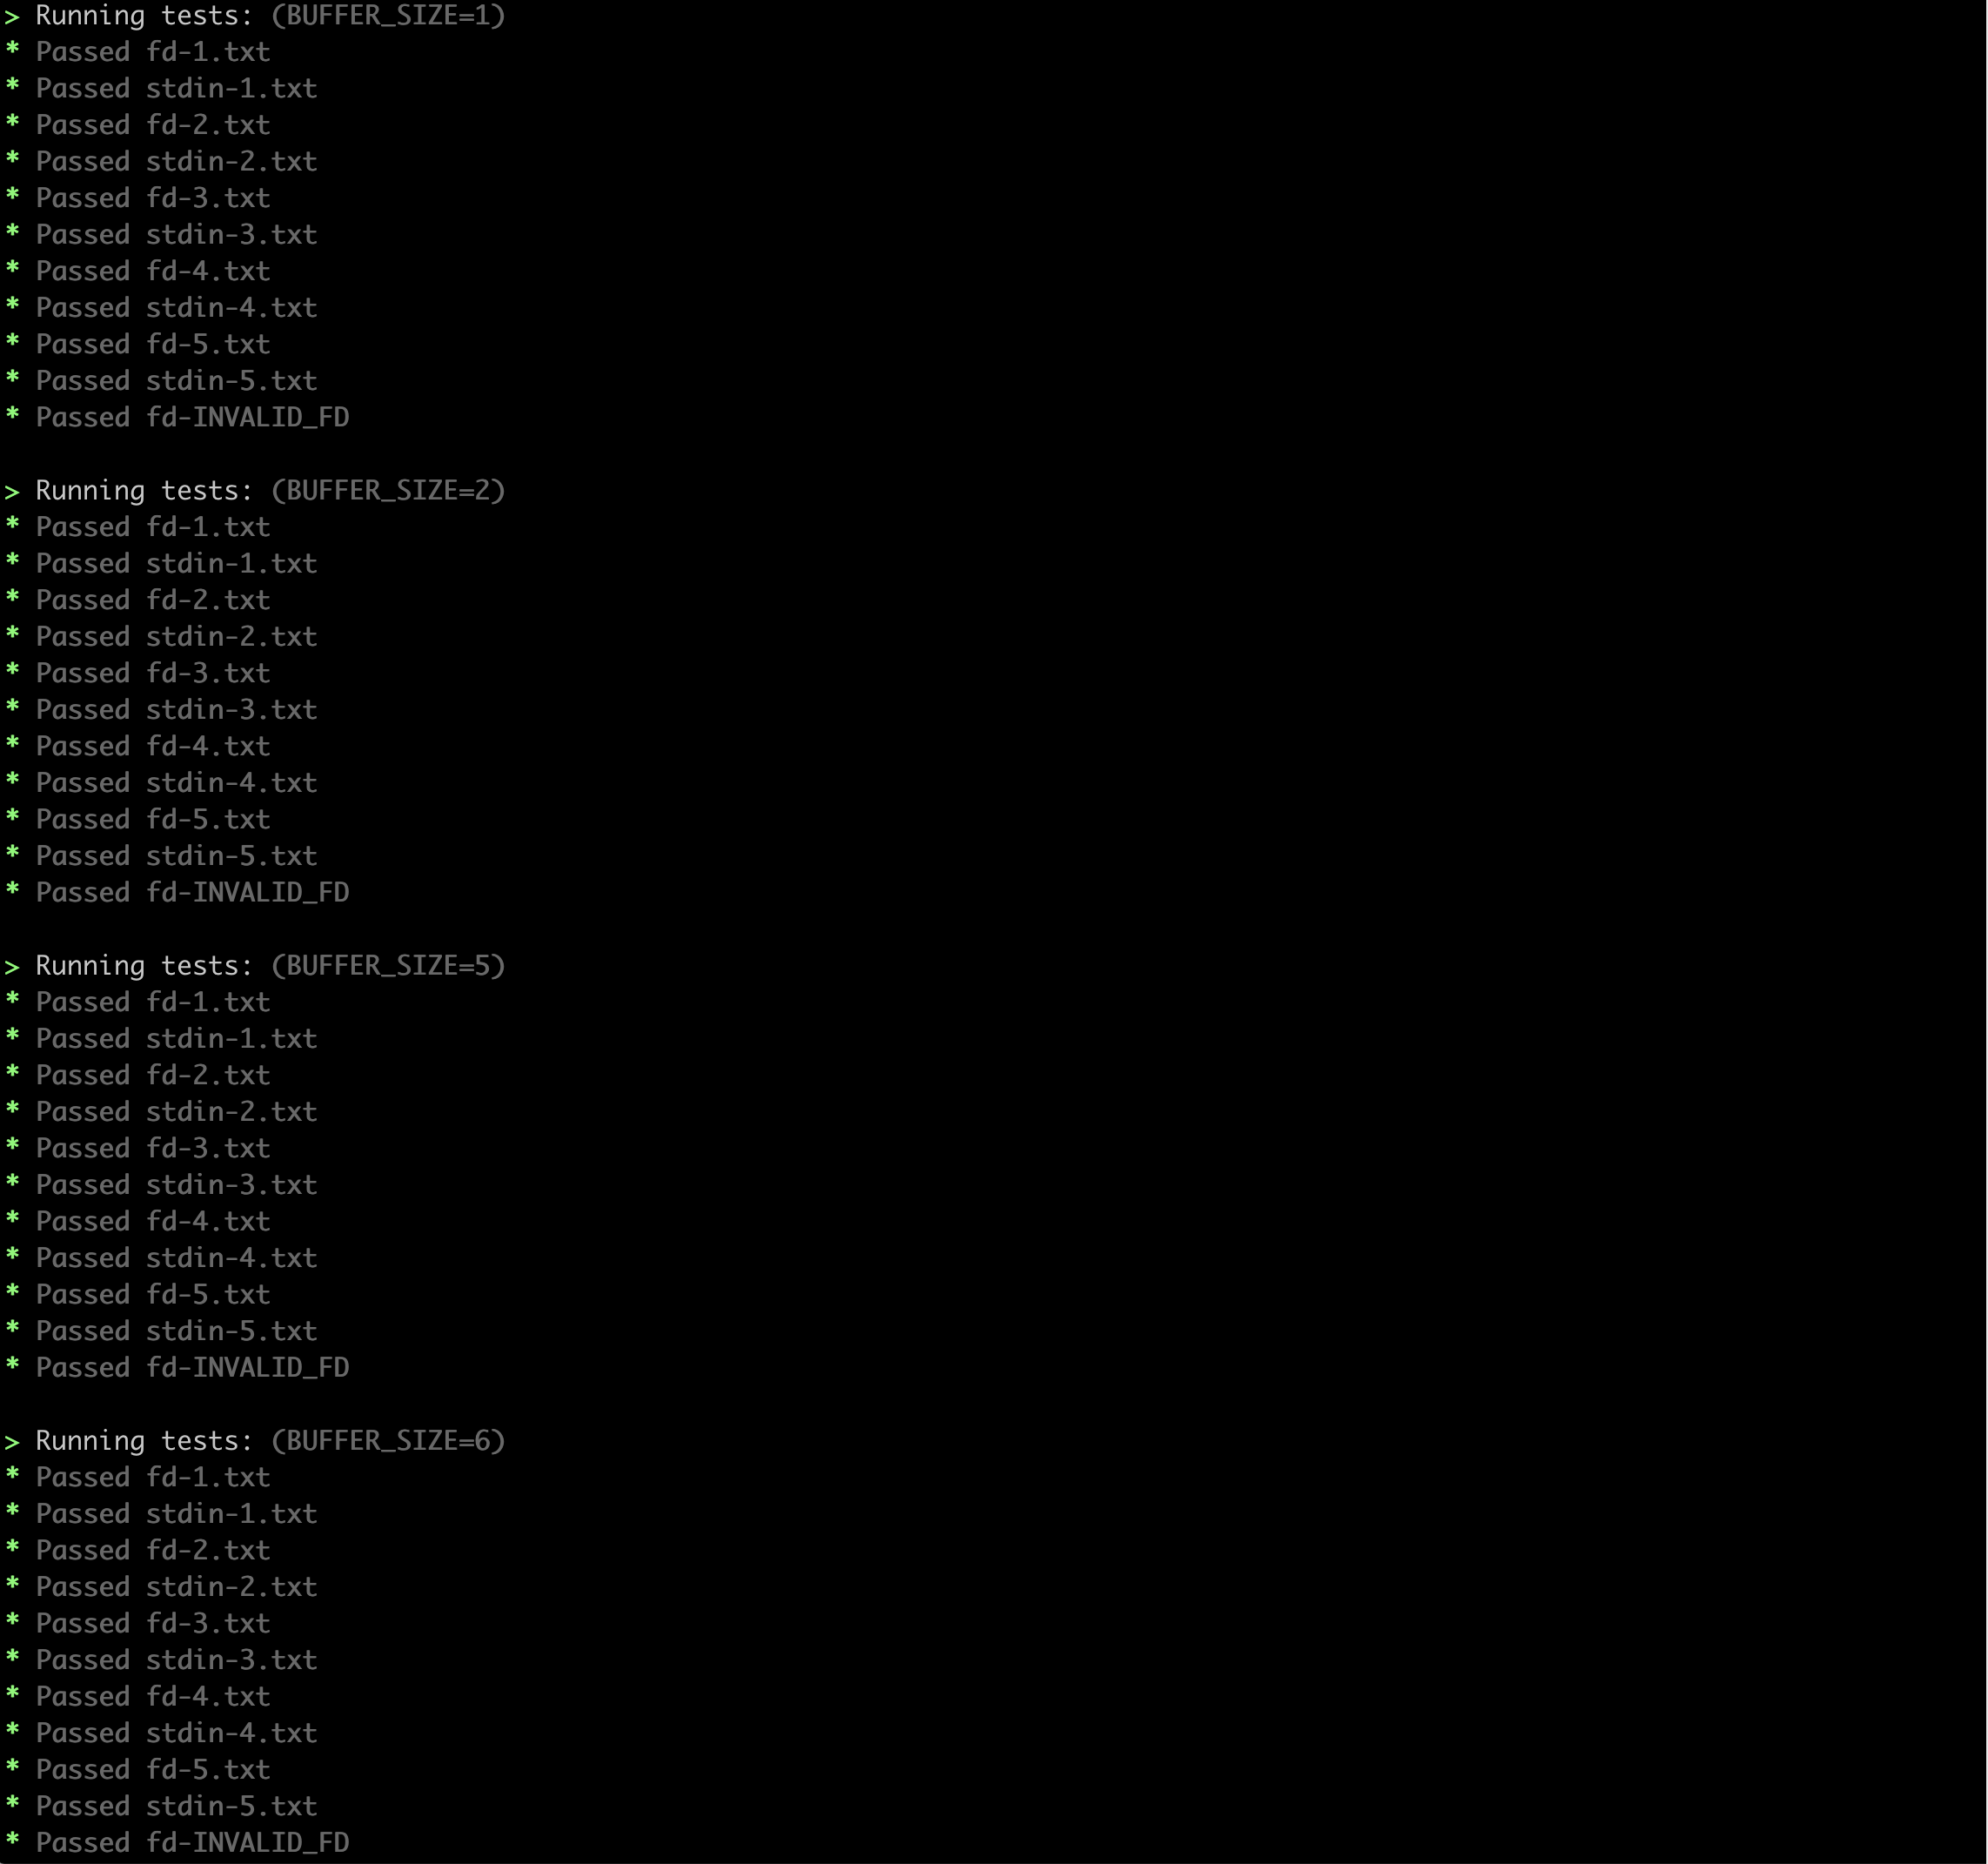 > Running tests: (BUFFER_SIZE=1)
* Passed fd-1.txt
* Passed stdin-1.txt
* Passed fd-2.txt
* Passed stdin-2.txt
* Passed fd-3.txt
* Passed stdin-3.txt
* Passed fd-4.txt
* Passed stdin-4.txt
* Passed fd-5.txt
* Passed stdin-5.txt
* Passed fd-INVALID_FD

> Running tests: (BUFFER_SIZE=2)
* Passed fd-1.txt
* Passed stdin-1.txt
* Passed fd-2.txt
* Passed stdin-2.txt
* Passed fd-3.txt
* Passed stdin-3.txt
* Passed fd-4.txt
* Passed stdin-4.txt
* Passed fd-5.txt
* Passed stdin-5.txt
* Passed fd-INVALID_FD

> Running tests: (BUFFER_SIZE=5)
* Passed fd-1.txt
* Passed stdin-1.txt
* Passed fd-2.txt
* Passed stdin-2.txt
* Passed fd-3.txt
* Passed stdin-3.txt
* Passed fd-4.txt
* Passed stdin-4.txt
* Passed fd-5.txt
* Passed stdin-5.txt
* Passed fd-INVALID_FD

> Running tests: (BUFFER_SIZE=6)
* Passed fd-1.txt
* Passed stdin-1.txt
* Passed fd-2.txt
* Passed stdin-2.txt
* Passed fd-3.txt
* Passed stdin-3.txt
* Passed fd-4.txt
* Passed stdin-4.txt
* Passed fd-5.txt
* Passed stdin-5.txt
* Passed fd-INVALID_FD